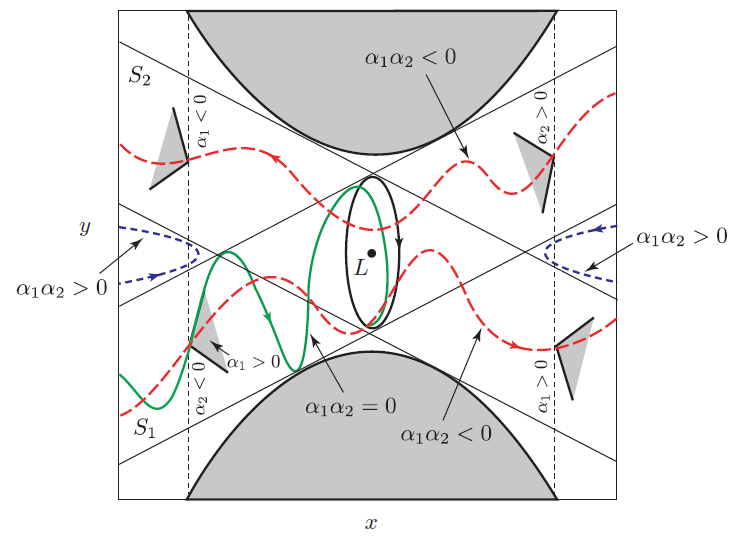 α₁α₂ < 0
S₂
α₁ < 0
α₂ > 0
y
α₁α₂ > 0
L
α₁α₂ > 0
α₁ > 0
α₂ < 0
α₁ > 0
α₁α₂ = 0
S₁
α₁α₂ < 0
x